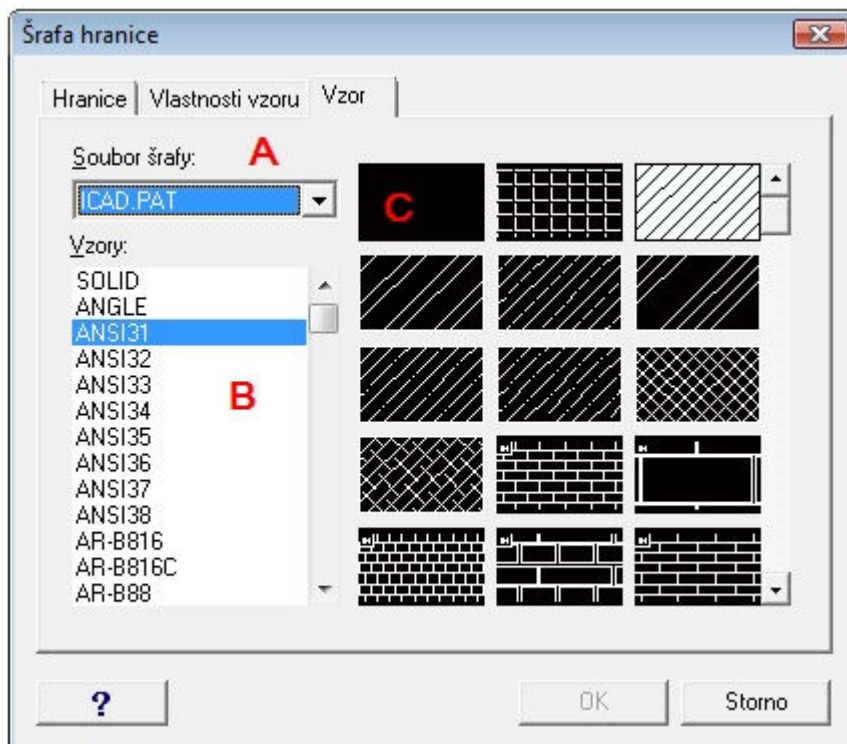 Šrafa hranice
Hranice
Vlastnosti vzoru
Vzor
Soubor šrafy:
A
ICAD.PAT
C
Vzory:
SOLID
ANGLE
ANSI31
ANSI32
ANSI33
B
ANSI34
ANSI35
ANSI36
ANSI37
ANSI38
AR-B816
AR-B816C
AR-B88
?
OK
Storno